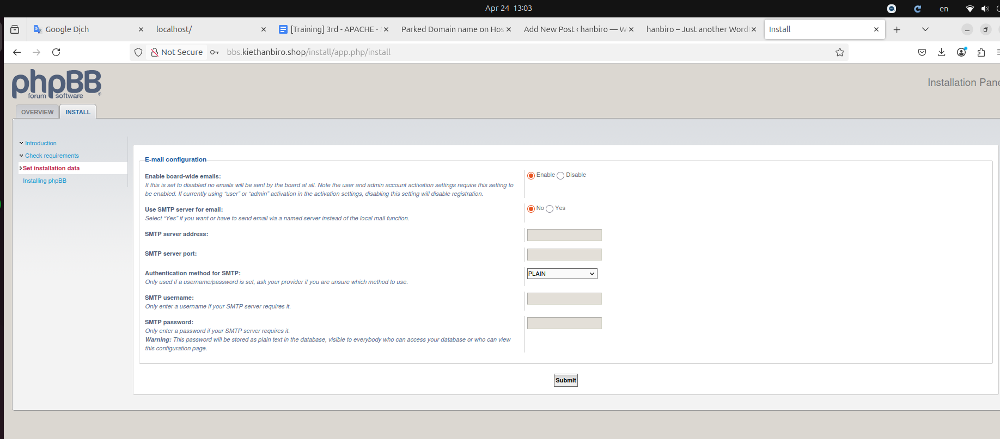 Apr 24 13:03
en
Google Dịch
localhost/
[Training] 3rd - APACHE -
Parked Domain name on Hos
Add New Post ‹ hanbiro — W
hanbiro – Just another Word
Install
Not Secure
bbs.kiethanbiro.shop/install/app.php/install
phpBB
forum software
®
Installation Pane
OVERVIEW
INSTALL
Introduction
Check requirements
Set installation data
Installing phpBB
E-mail configuration
Enable board-wide emails:
If this is set to disabled no emails will be sent by the board at all. Note the user and admin account activation settings require this setting to
be enabled. If currently using “user” or “admin” activation in the activation settings, disabling this setting will disable registration.
Enable Disable
Use SMTP server for email:
Select “Yes” if you want or have to send email via a named server instead of the local mail function.
No Yes
SMTP server address:
SMTP server port:
Authentication method for SMTP:
Only used if a username/password is set, ask your provider if you are unsure which method to use.
PLAIN
SMTP username:
Only enter a username if your SMTP server requires it.
SMTP password:
Only enter a password if your SMTP server requires it.
Warning: This password will be stored as plain text in the database, visible to everybody who can access your database or who can view
this configuration page.
Submit